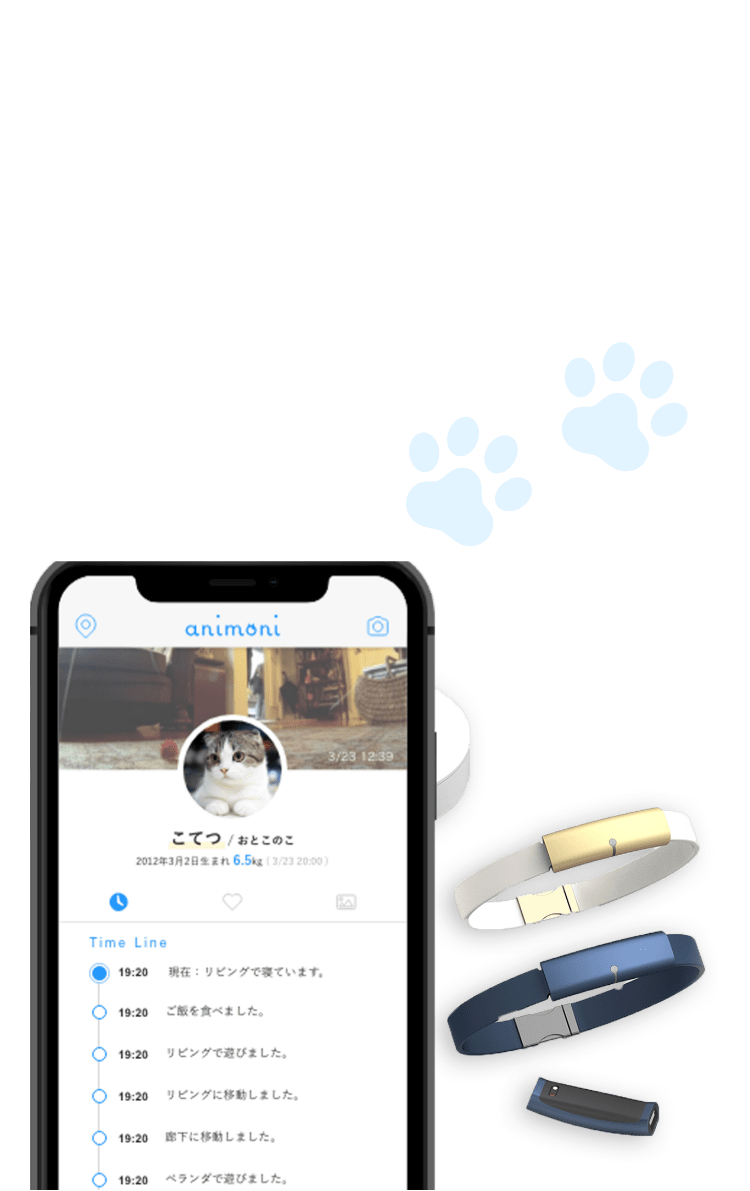 animoni
3/23 12:39
こてつ / おとこのこ
2012年3月2日生まれ 6.5kg ( 3/23 20:00 )
Time Line
19:20 現在：リビングで寝ています。
19:20 ご飯を食べました。
19:20 リビングで遊びました。
19:20 リビングに移動しました。
19:20 廊下に移動しました。
19:20 ベランダで遊びました。